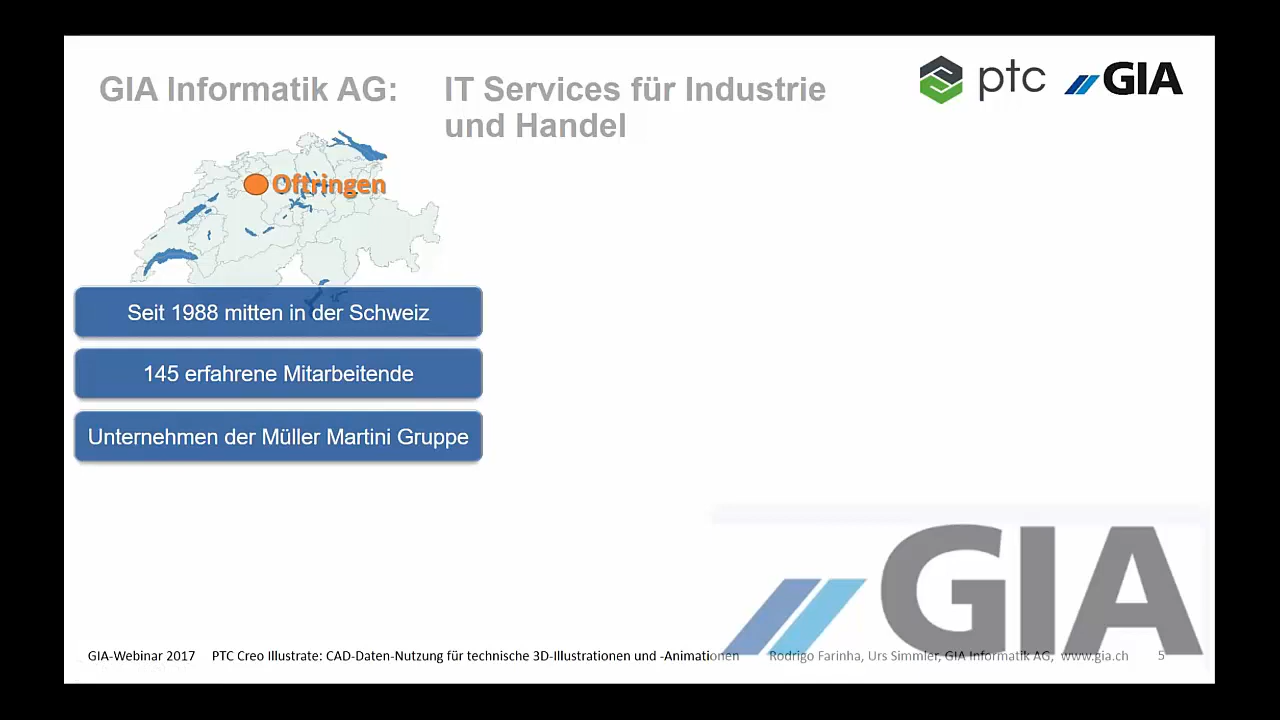 GIA Informatik AG: IT Services für Industrie
und Handel
ptc GIA
Oftringen
Seit 1988 mitten in der Schweiz
145 erfahrene Mitarbeitende
Unternehmen der Müller Martini Gruppe
GIA
GIA-Webinar 2017 PTC Creo Illustrate: CAD-Daten-Nutzung für technische 3D-Illustrationen und -Animationen Rodrigo Farinha, Urs Simmler, GIA Informatik AG, www.gia.ch 5